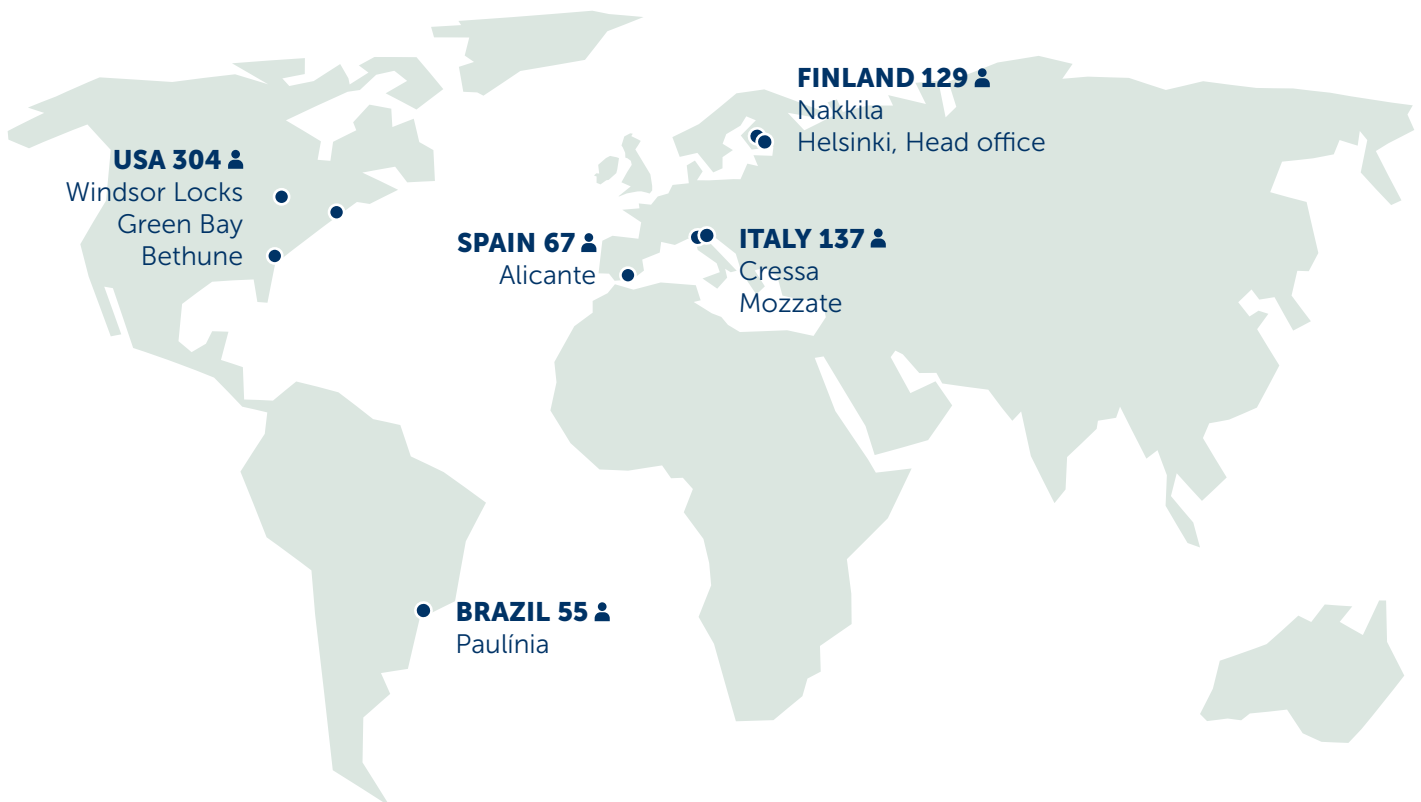 FINLAND 129
Nakkila
Helsinki, Head office
USA 304
Windsor Locks
Green Bay
Bethune
SPAIN 67
Alicante
ITALY 137
Cressa
Mozzate
BRAZIL 55
Paulínia